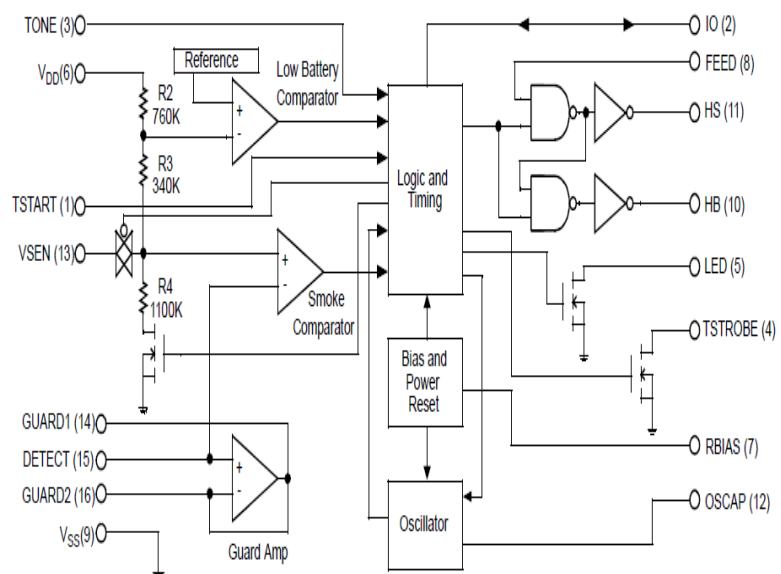 TONE (3)
IO (2)
Reference
Low Battery
Comparator
FEED (8)
VDD(6)
R2
760K
+
-
HS (11)
R3
340K
Logic and
Timing
TSTART (1)
HB (10)
VSEN (13)
+
-
Smoke
Comparator
LED (5)
R4
1100K
TSTROBE (4)
Bias and
Power
Reset
GUARD1 (14)
RBIAS (7)
DETECT (15)
+
-
GUARD2 (16)
OSCAP (12)
Oscillator
VSS(9)
Guard Amp